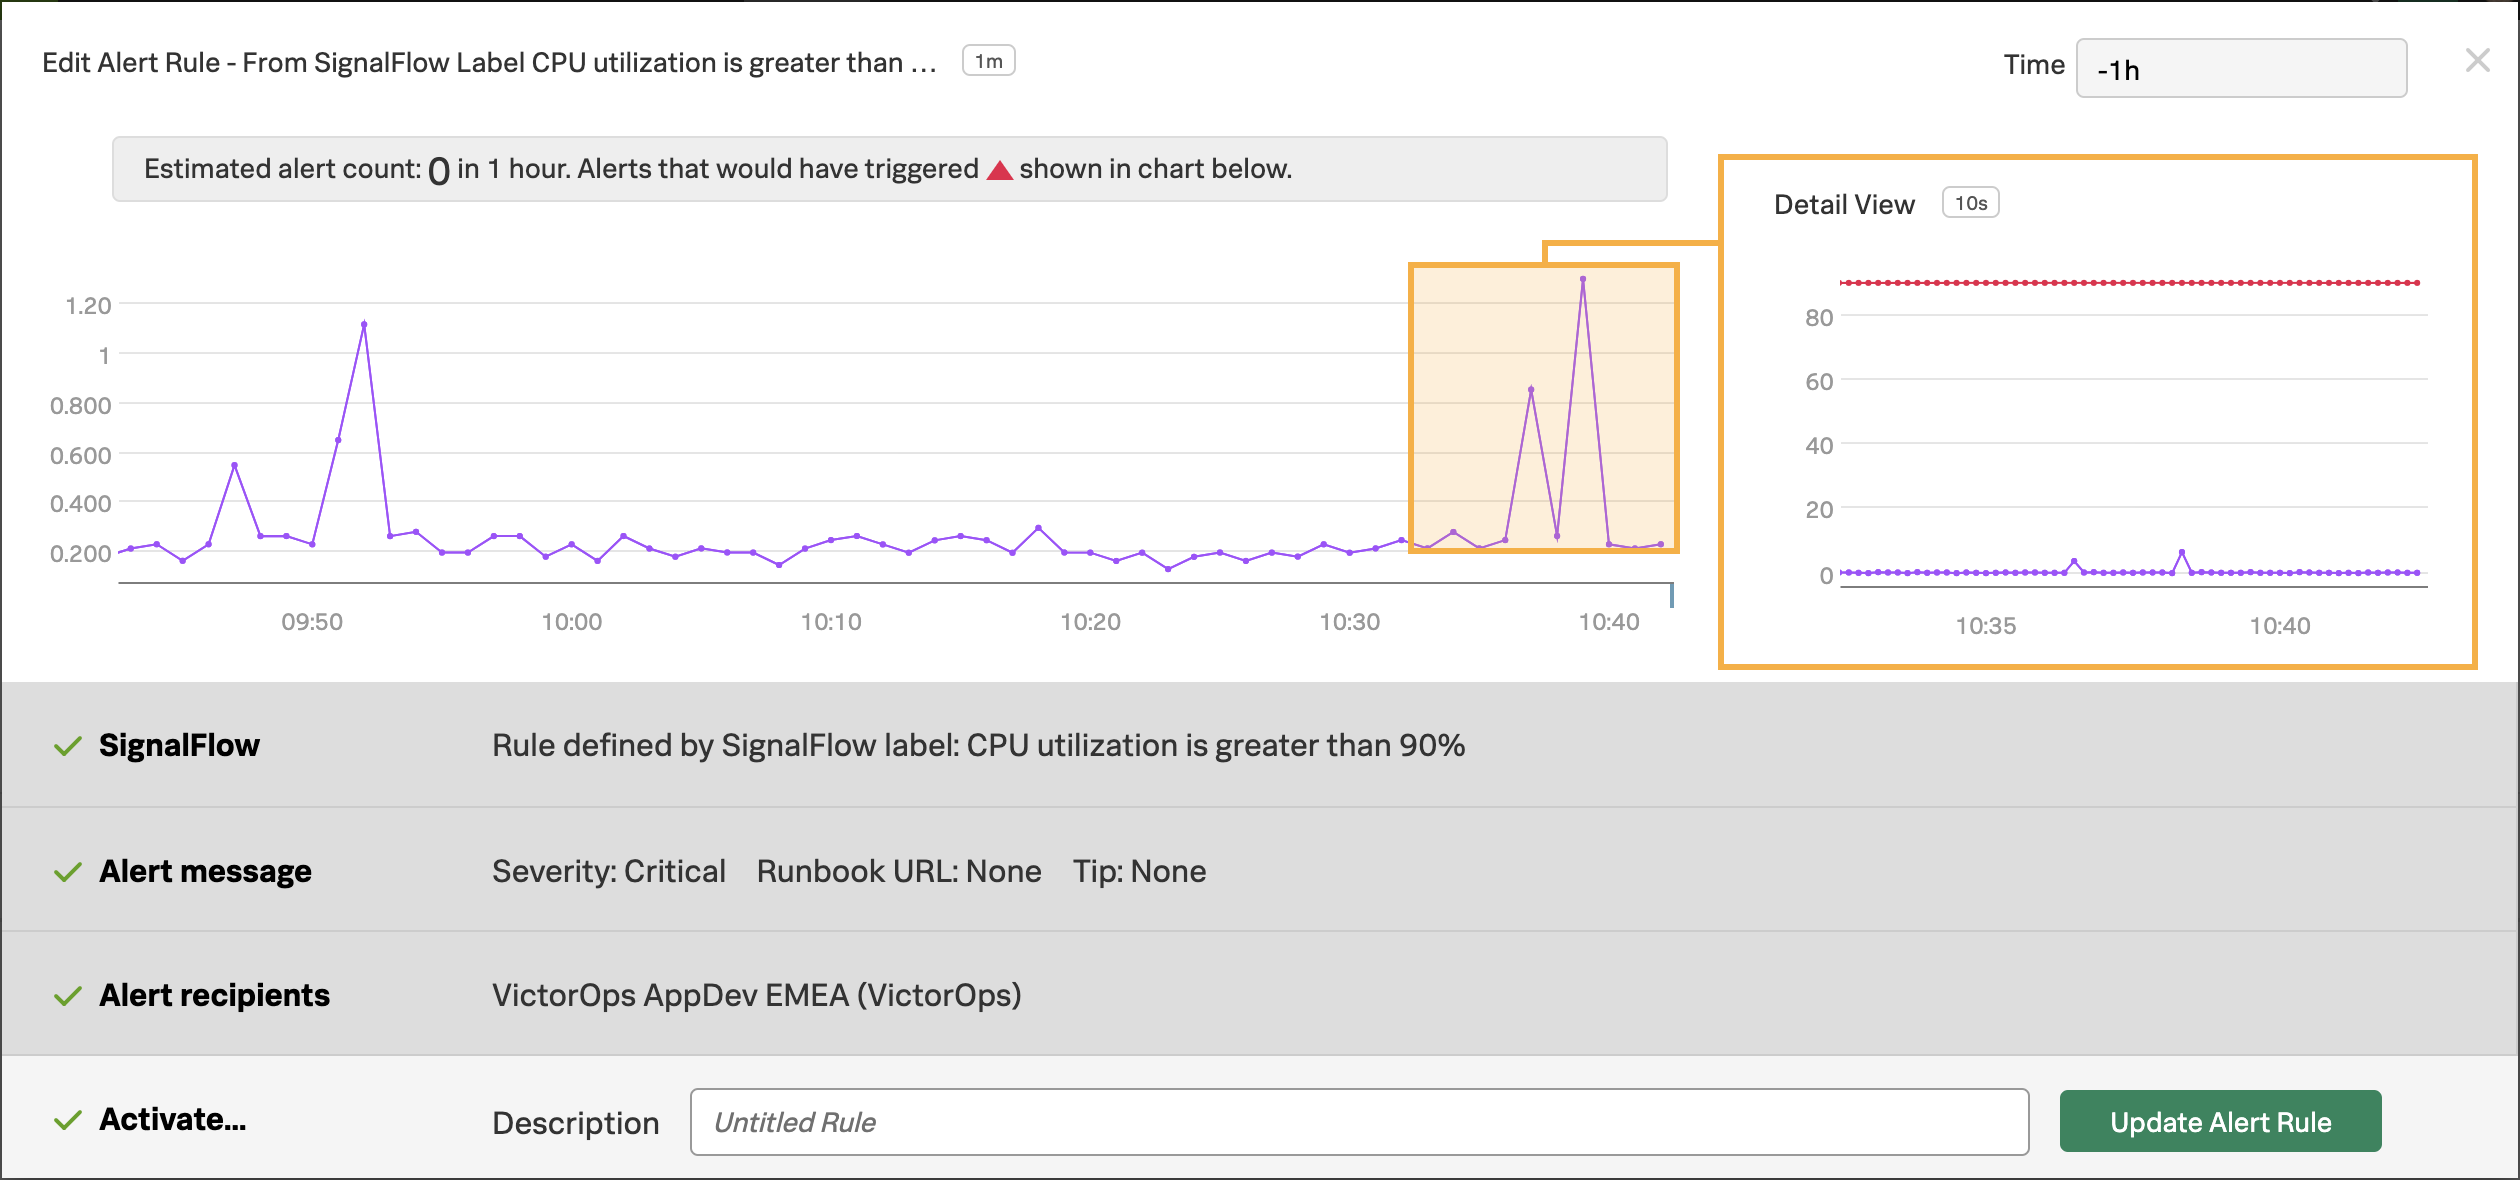 Edit Alert Rule - From SignalFlow Label CPU utilization is greater than ... 1m
Time -1h
Estimated alert count: 0 in 1 hour. Alerts that would have triggered shown in chart below.
Detail View 10s
1.20
1
0.800
0.600
0.400
0.200
09:50 10:00 10:10 10:20 10:30 10:40
80
60
40
20
0
10:35 10:40
SignalFlow Rule defined by SignalFlow label: CPU utilization is greater than 90%
Alert message Severity: Critical Runbook URL: None Tip: None
Alert recipients VictorOps AppDev EMEA (VictorOps)
Activate... Description Untitled Rule Update Alert Rule